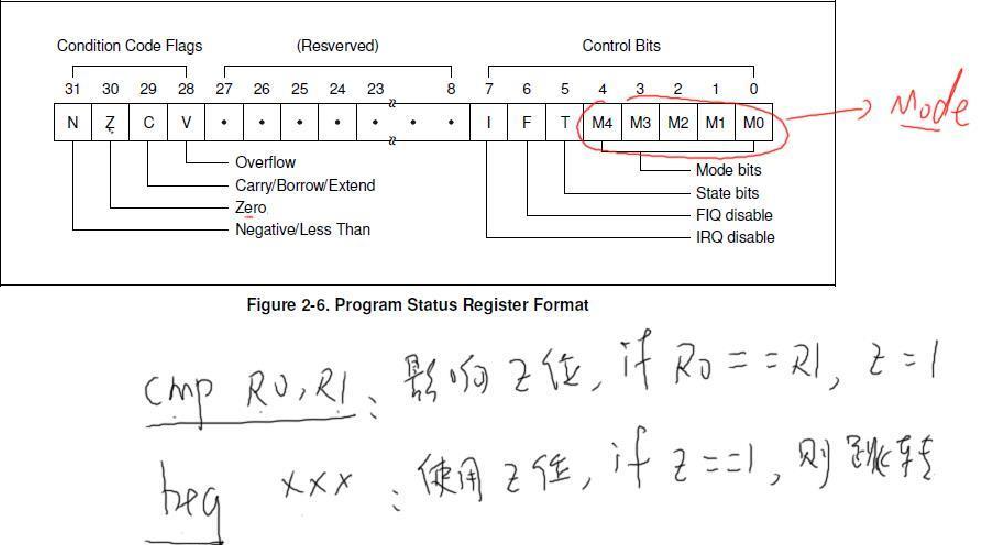 Condition Code Flags (Resverved) Control Bits
31 30 29 28 27 26 25 24 23 8 7 6 5 4 3 2 1 0
N Z C V • • • • • • • I F T M4 M3 M2 M1 M0
Mode
Overflow
Carry/Borrow/Extend
Zero
Negative/Less Than
Mode bits
State bits
FIQ disable
IRQ disable
Figure 2-6. Program Status Register Format
cmp R0,R1; 影响Z位, if R0==R1, Z=1
beq xxx ; 使用Z位, if Z==1, 则跳转